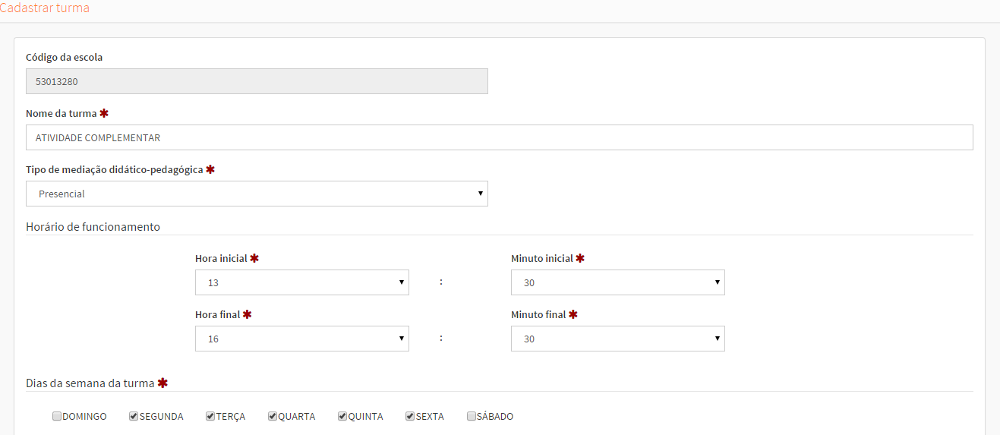 Cadastrar turma
Código da escola
53013280
Nome da turma ✱
ATIVIDADE COMPLEMENTAR
Tipo de mediação didático-pedagógica ✱
Presencial
Horário de funcionamento
Hora inicial ✱ Minuto inicial ✱
13 : 30
Hora final ✱ Minuto final ✱
16 : 30
Dias da semana da turma ✱
DOMINGO SEGUNDA TERÇA QUARTA QUINTA SEXTA SÁBADO